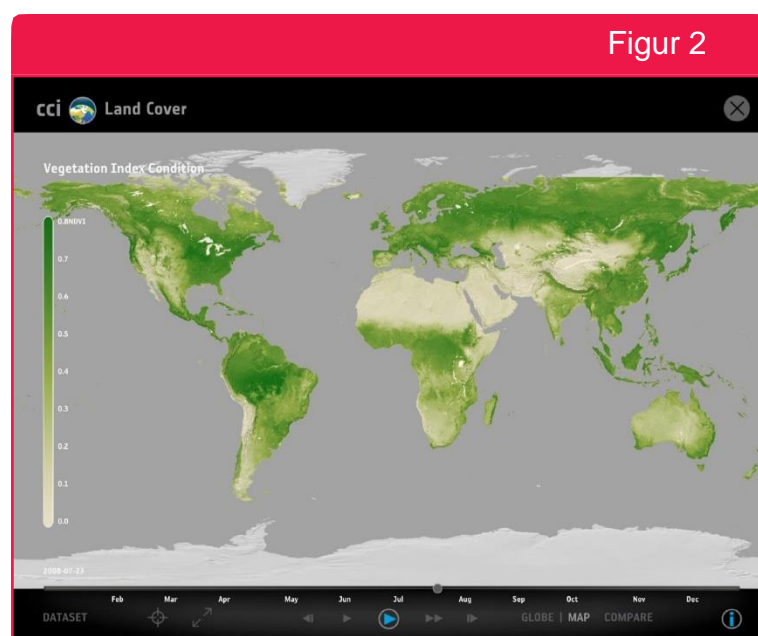 Figur 2
cci Land Cover
Vegetation Index Condition
0.8NDVI
0.7
0.6
0.5
0.4
0.3
0.2
0.1
0.0
2008-07-23
Feb Mar Apr May Jun Jul Aug Sep Oct Nov Dec
DATASET GLOBE | MAP COMPARE i